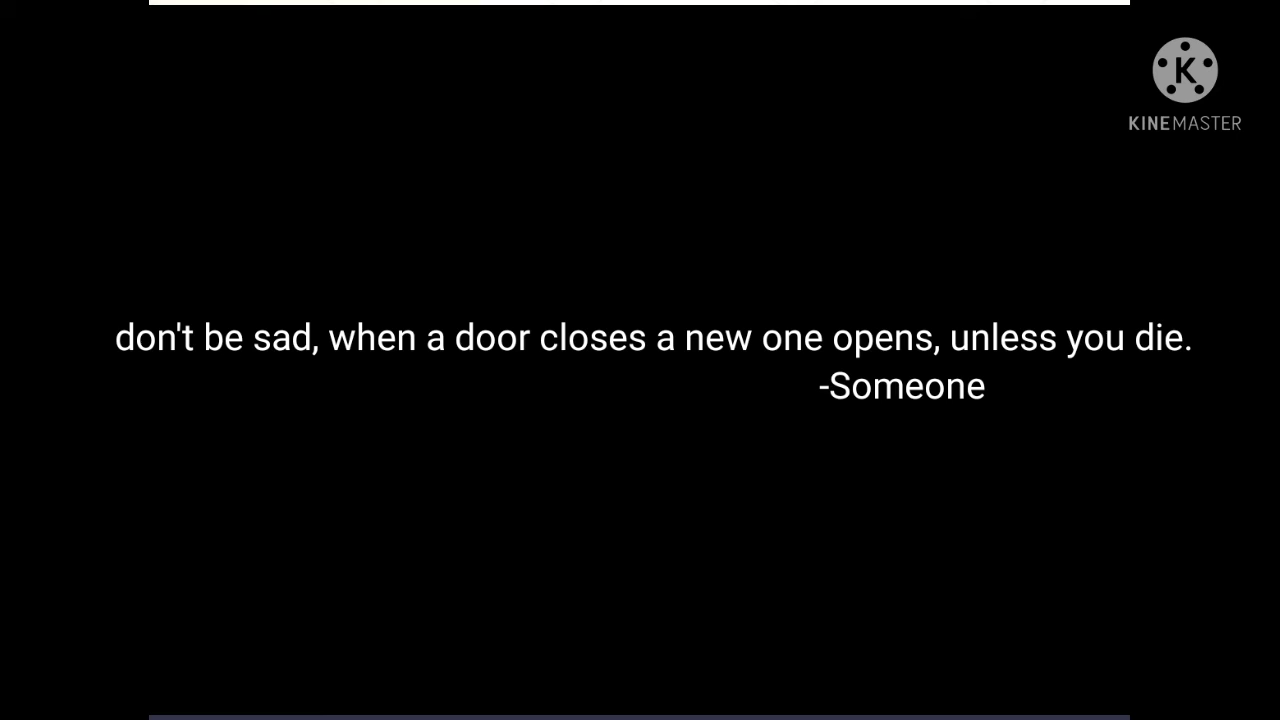 K
KINEMASTER
don't be sad, when a door closes a new one opens, unless you die.
-Someone